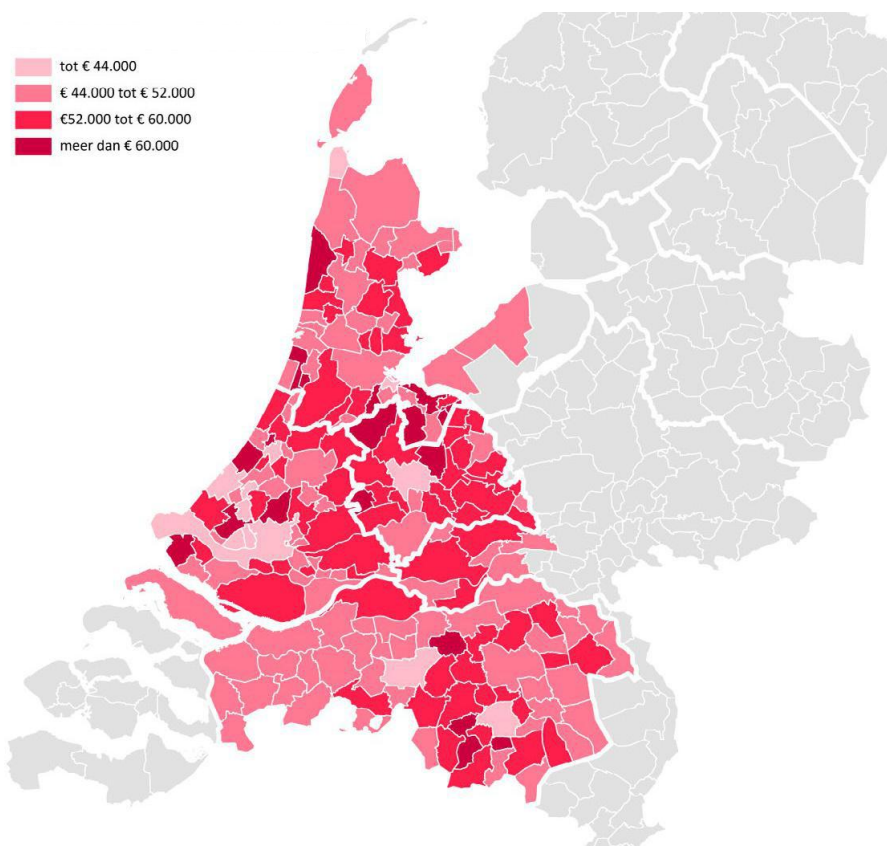 tot € 44.000
€ 44.000 tot € 52.000
€52.000 tot € 60.000
meer dan € 60.000